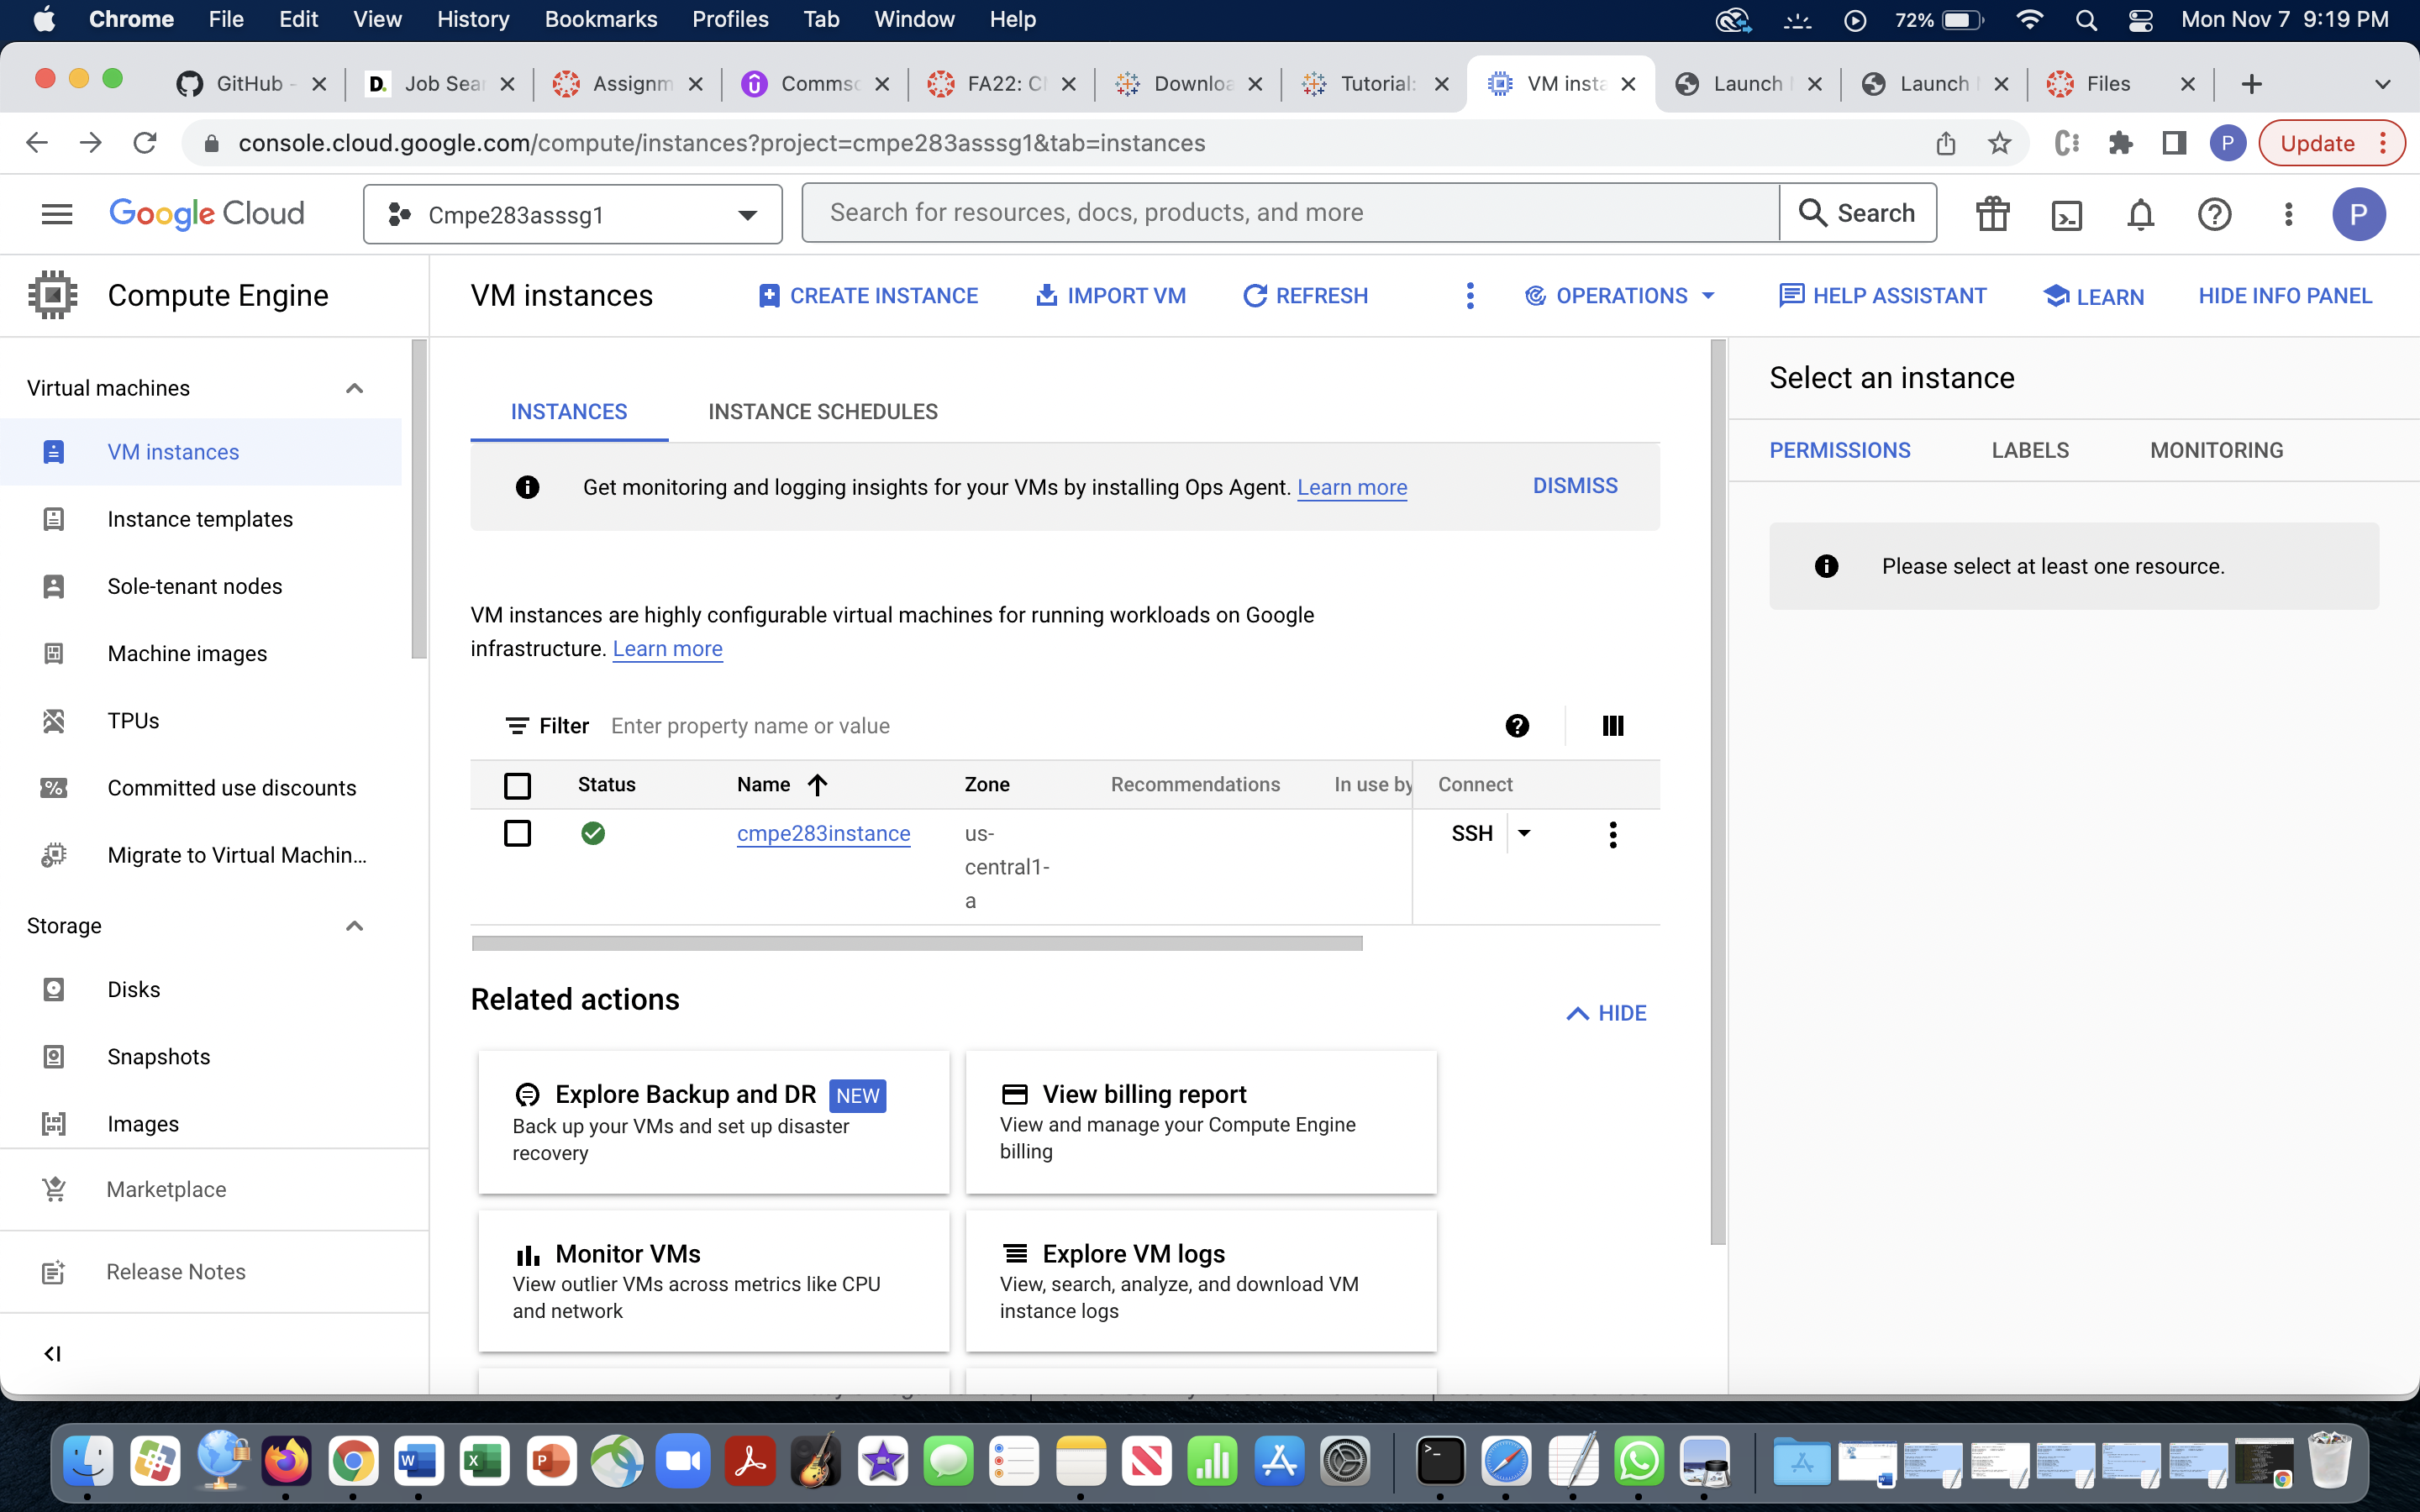 Chrome File Edit View History Bookmarks Profiles Tab Window Help 72% Mon Nov 7 9:19 PM
GitHub - D. Job Sear Assignm Commsc FA22: C Downloa Tutorial: VM insta Launch Launch Files
console.cloud.google.com/compute/instances?project=cmpe283asssg1&tab=instances P Update
Google Cloud Cmpe283asssg1 Search for resources, docs, products, and more Search P
Compute Engine
VM instances CREATE INSTANCE IMPORT VM REFRESH OPERATIONS HELP ASSISTANT LEARN HIDE INFO PANEL
Virtual machines
VM instances
Instance templates
Sole-tenant nodes
Machine images
TPUs
Committed use discounts
Migrate to Virtual Machin...
Storage
Disks
Snapshots
Images
Marketplace
Release Notes
INSTANCES INSTANCE SCHEDULES
Get monitoring and logging insights for your VMs by installing Ops Agent. Learn more DISMISS
VM instances are highly configurable virtual machines for running workloads on Google
infrastructure. Learn more
Filter Enter property name or value
Status Name Zone Recommendations In use by Connect
cmpe283instance us- SSH
central1-
a
Related actions
HIDE
Explore Backup and DR NEW
Back up your VMs and set up disaster
recovery
View billing report
View and manage your Compute Engine
billing
Monitor VMs
View outlier VMs across metrics like CPU
and network
Explore VM logs
View, search, analyze, and download VM
instance logs
Select an instance
PERMISSIONS LABELS MONITORING
Please select at least one resource.